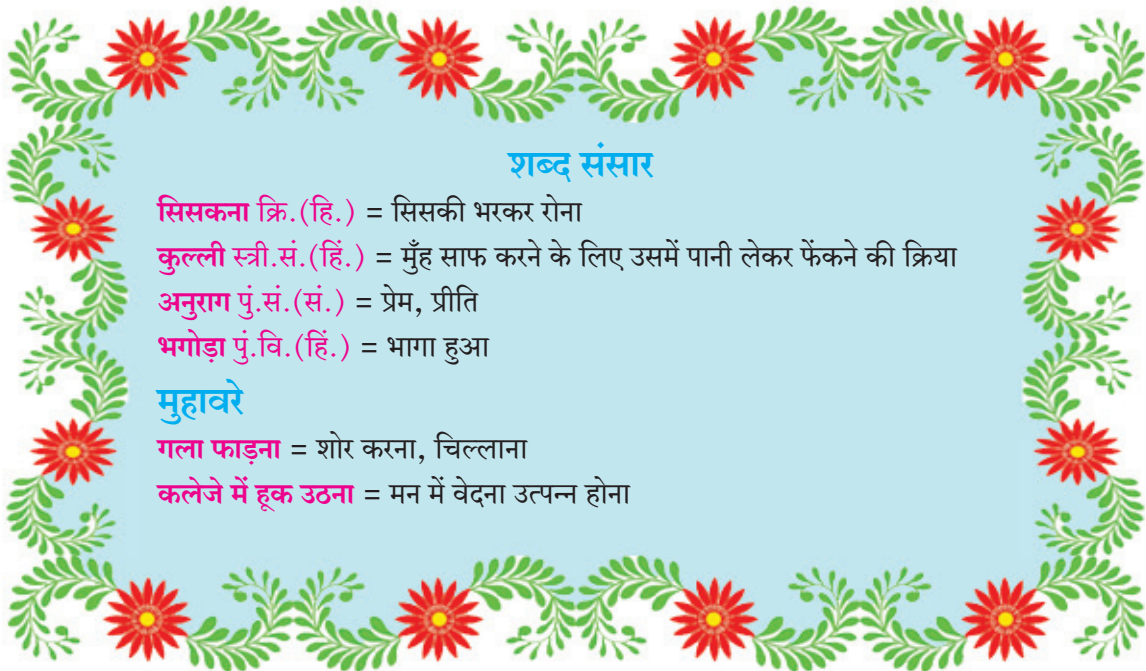 शब्द संसार
सिसकना क्रि.(हि.) = सिसकी भरकर रोना
कुल्ली स्त्री.सं.(हिं.) = मुँह साफ करने के लिए उसमें पानी लेकर फेंकने की क्रिया
अनुराग पुं.सं.(सं.) = प्रेम, प्रीति
भगोड़ा पुं.वि.(हिं.) = भागा हुआ
मुहावरे
गला फाड़ना = शोर करना, चिल्लाना
कलेजे में हूक उठना = मन में वेदना उत्पन्न होना